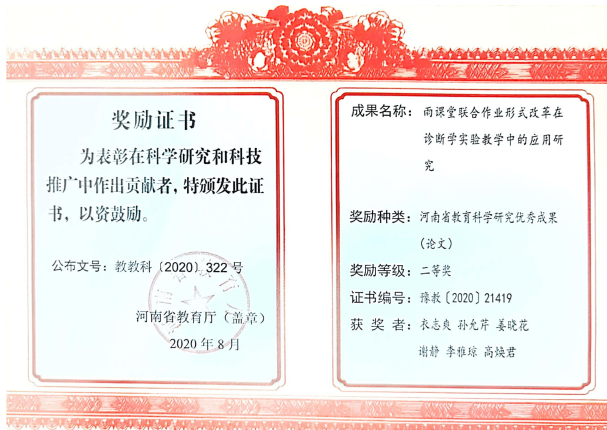 奖励证书
为表彰在科学研究和科技
推广中作出贡献者，特颁发此证
书，以资鼓励。
公布文号：教教科〔2020〕322号
河南省教育厅（盖章）
2020年8月
成果名称：雨课堂联合作业形式改革在
诊断学实验教学中的应用研
究
奖励种类：河南省教育科学研究优秀成果
（论文）
奖励等级：二等奖
证书编号：豫教〔2020〕21419
获奖者：衣志爽 孙允芹 姜晓花
谢静 李雅琼 高焕君